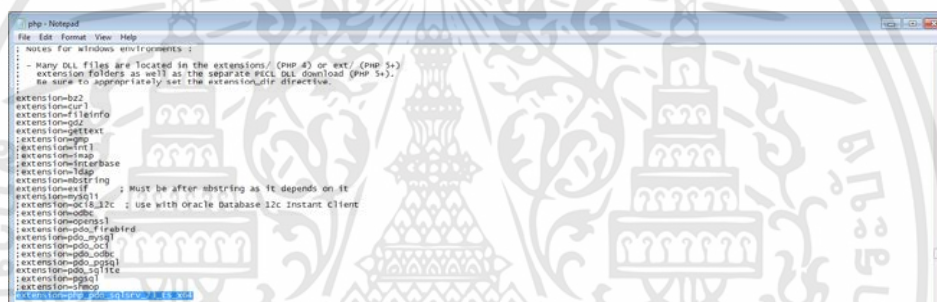 php - Notepad
File Edit Format View Help
; Notes for Windows environments :
;
; - Many DLL files are located in the extensions/ (PHP 4) or ext/ (PHP 5+)
;   extension folders as well as the separate PECL DLL download (PHP 5+).
;   Be sure to appropriately set the extension_dir directive.
;
extension=bz2
extension=curl
extension=fileinfo
extension=gd2
extension=gettext
;extension=gmp
;extension=intl
;extension=imap
;extension=interbase
;extension=ldap
extension=mbstring
extension=exif      ; Must be after mbstring as it depends on it
extension=mysqli
;extension=oci8_12c  ; Use with Oracle Database 12c Instant Client
;extension=odbc
;extension=openssl
;extension=pdo_firebird
extension=pdo_mysql
;extension=pdo_oci
;extension=pdo_odbc
;extension=pdo_pgsql
extension=pdo_sqlite
;extension=pgsql
;extension=shmop